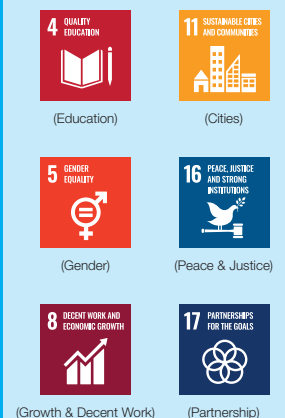 4 QUALITY
EDUCATION
(Education)
11 SUSTAINABLE CITIES
AND COMMUNITIES
(Cities)
5 GENDER
EQUALITY
(Gender)
16 PEACE, JUSTICE
AND STRONG
INSTITUTIONS
(Peace & Justice)
8 DECENT WORK AND
ECONOMIC GROWTH
(Growth & Decent Work)
17 PARTNERSHIPS
FOR THE GOALS
(Partnership)